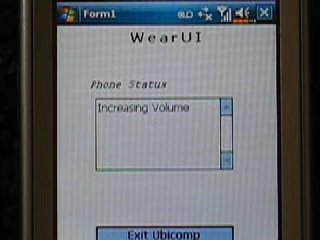 Form1
WearUI
Phone Status
Increasing Volume
Exit Ubicomp